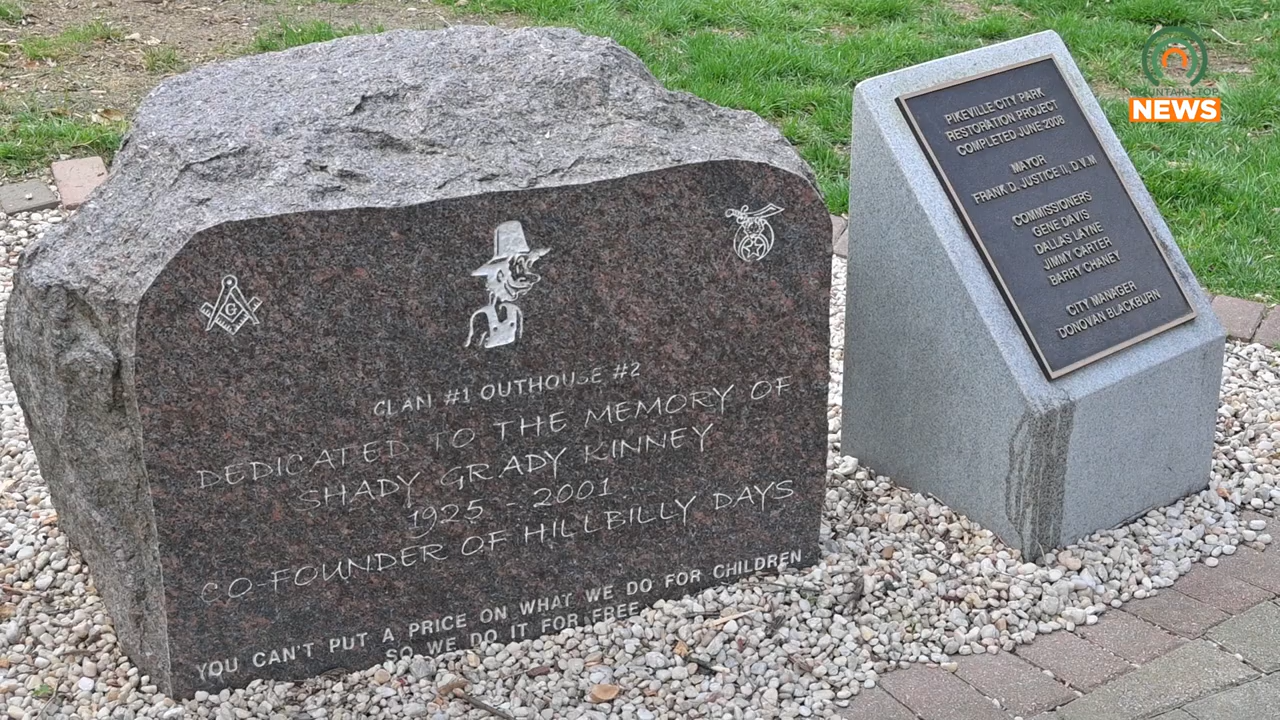 G
CLAN #1 OUTHOUSE #2
DEDICATED TO THE MEMORY OF
SHADY GRADY KINNEY
1925 - 2001
CO-FOUNDER OF HILLBILLY DAYS
YOU CAN'T PUT A PRICE ON WHAT WE DO FOR CHILDREN
SO WE DO IT FOR FREE
PIKEVILLE CITY PARK
RESTORATION PROJECT
COMPLETED JUNE 2008
MAYOR
FRANK D. JUSTICE II, D.V.M
COMMISSIONERS
GENE DAVIS
DALLAS LAYNE
JIMMY CARTER
BARRY CHANEY
CITY MANAGER
DONOVAN BLACKBURN
MOUNTAIN-TOP
NEWS